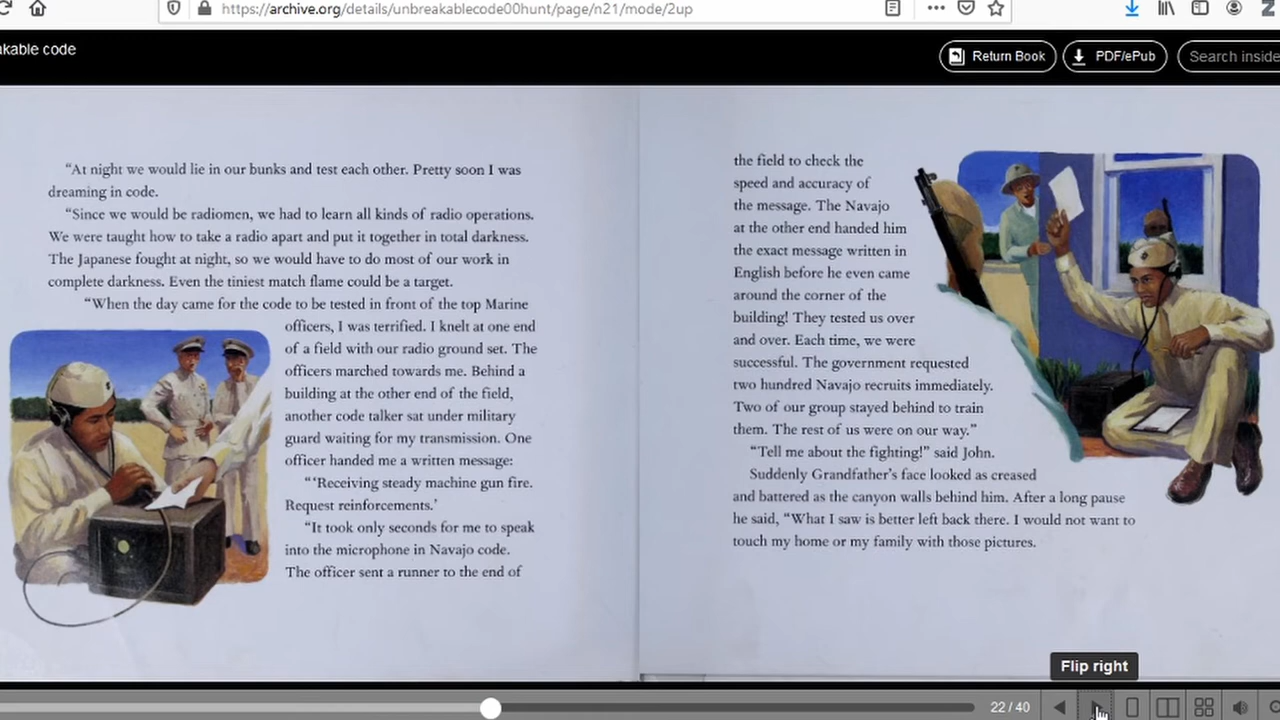 https://archive.org/details/unbreakablecode00hunt/page/n21/mode/2up
akable code
Return Book
PDF/ePub
Search inside
“At night we would lie in our bunks and test each other. Pretty soon I was
dreaming in code.
“Since we would be radiomen, we had to learn all kinds of radio operations.
We were taught how to take a radio apart and put it together in total darkness.
The Japanese fought at night, so we would have to do most of our work in
complete darkness. Even the tiniest match flame could be a target.
“When the day came for the code to be tested in front of the top Marine
officers, I was terrified. I knelt at one end
of a field with our radio ground set. The
officers marched towards me. Behind a
building at the other end of the field,
another code talker sat under military
guard waiting for my transmission. One
officer handed me a written message:
“‘Receiving steady machine gun fire.
Request reinforcements.’
“It took only seconds for me to speak
into the microphone in Navajo code.
The officer sent a runner to the end of
the field to check the
speed and accuracy of
the message. The Navajo
at the other end handed him
the exact message written in
English before he even came
around the corner of the
building! They tested us over
and over. Each time, we were
successful. The government requested
two hundred Navajo recruits immediately.
Two of our group stayed behind to train
them. The rest of us were on our way.”
“Tell me about the fighting!” said John.
Suddenly Grandfather’s face looked as creased
and battered as the canyon walls behind him. After a long pause
he said, “What I saw is better left back there. I would not want to
touch my home or my family with those pictures.
Flip right
22 / 40